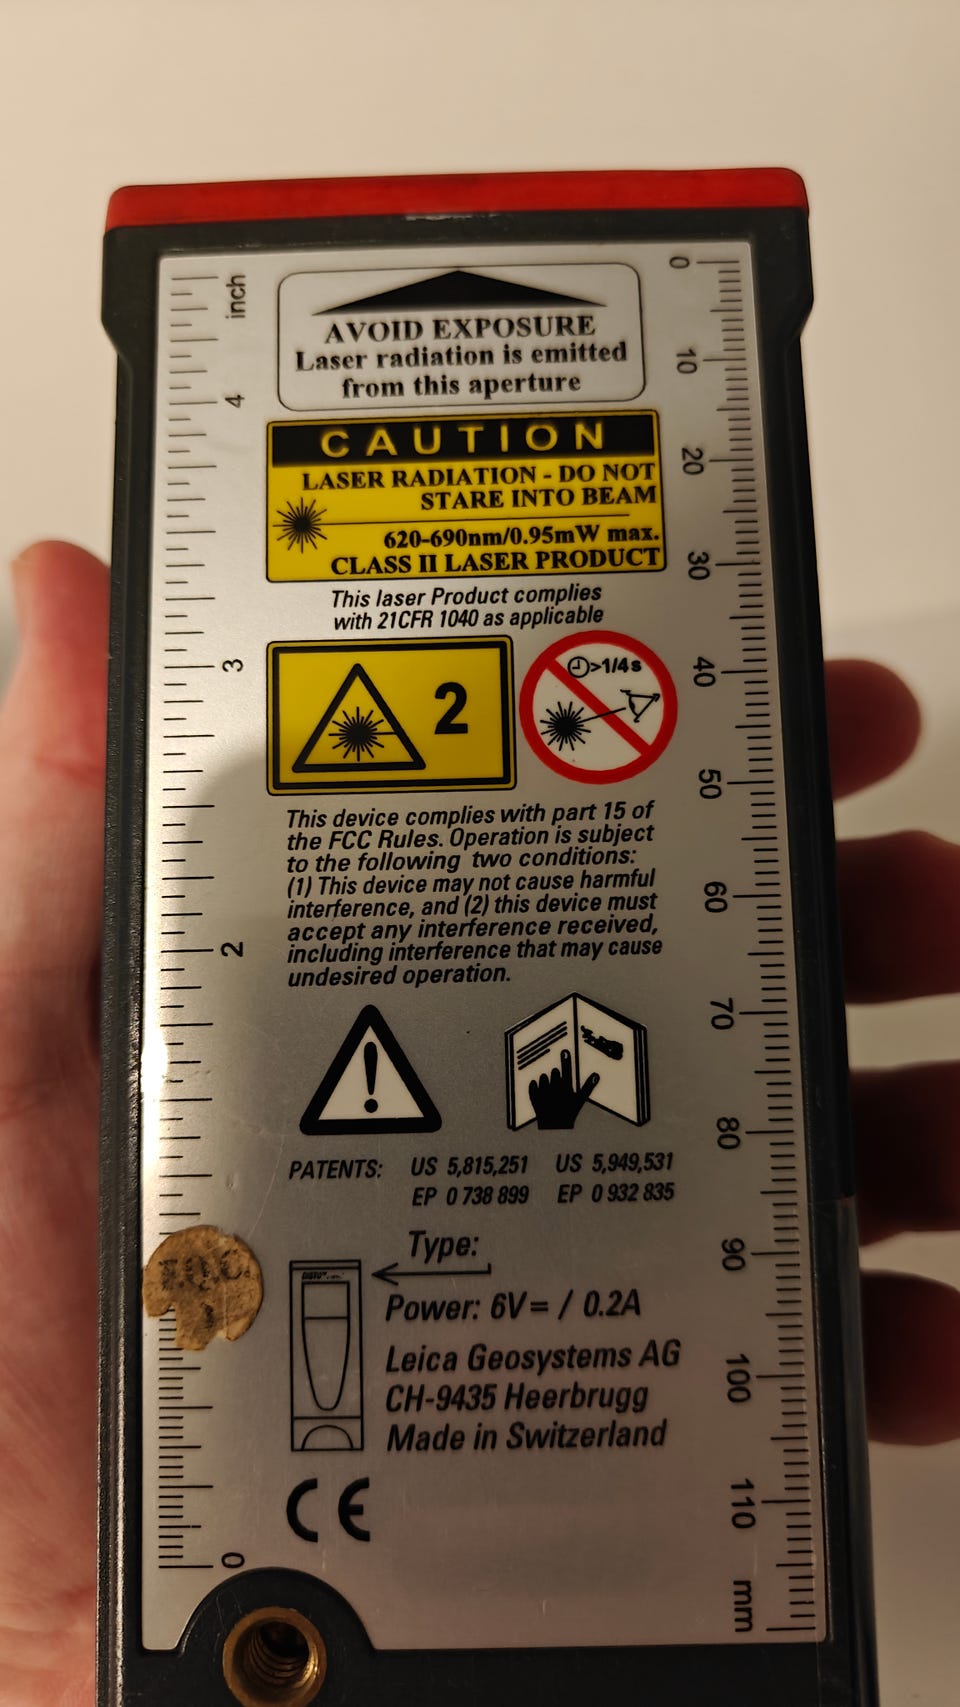 AVOID EXPOSURE
Laser radiation is emitted
from this aperture
CAUTION
LASER RADIATION - DO NOT
STARE INTO BEAM
620-690nm/0.95mW max.
CLASS II LASER PRODUCT
This laser Product complies
with 21CFR 1040 as applicable
2
>1/4s
This device complies with part 15 of
the FCC Rules. Operation is subject
to the following two conditions:
(1) This device may not cause harmful
interference, and (2) this device must
accept any interference received,
including interference that may cause
undesired operation.
PATENTS: US 5,815,251 US 5,949,531
EP 0 738 899 EP 0 932 835
Type:
Power: 6V= / 0.2A
Leica Geosystems AG
CH-9435 Heerbrugg
Made in Switzerland
CE
inch
4
3
2
0
0
10
20
30
40
50
60
70
80
90
100
110
mm